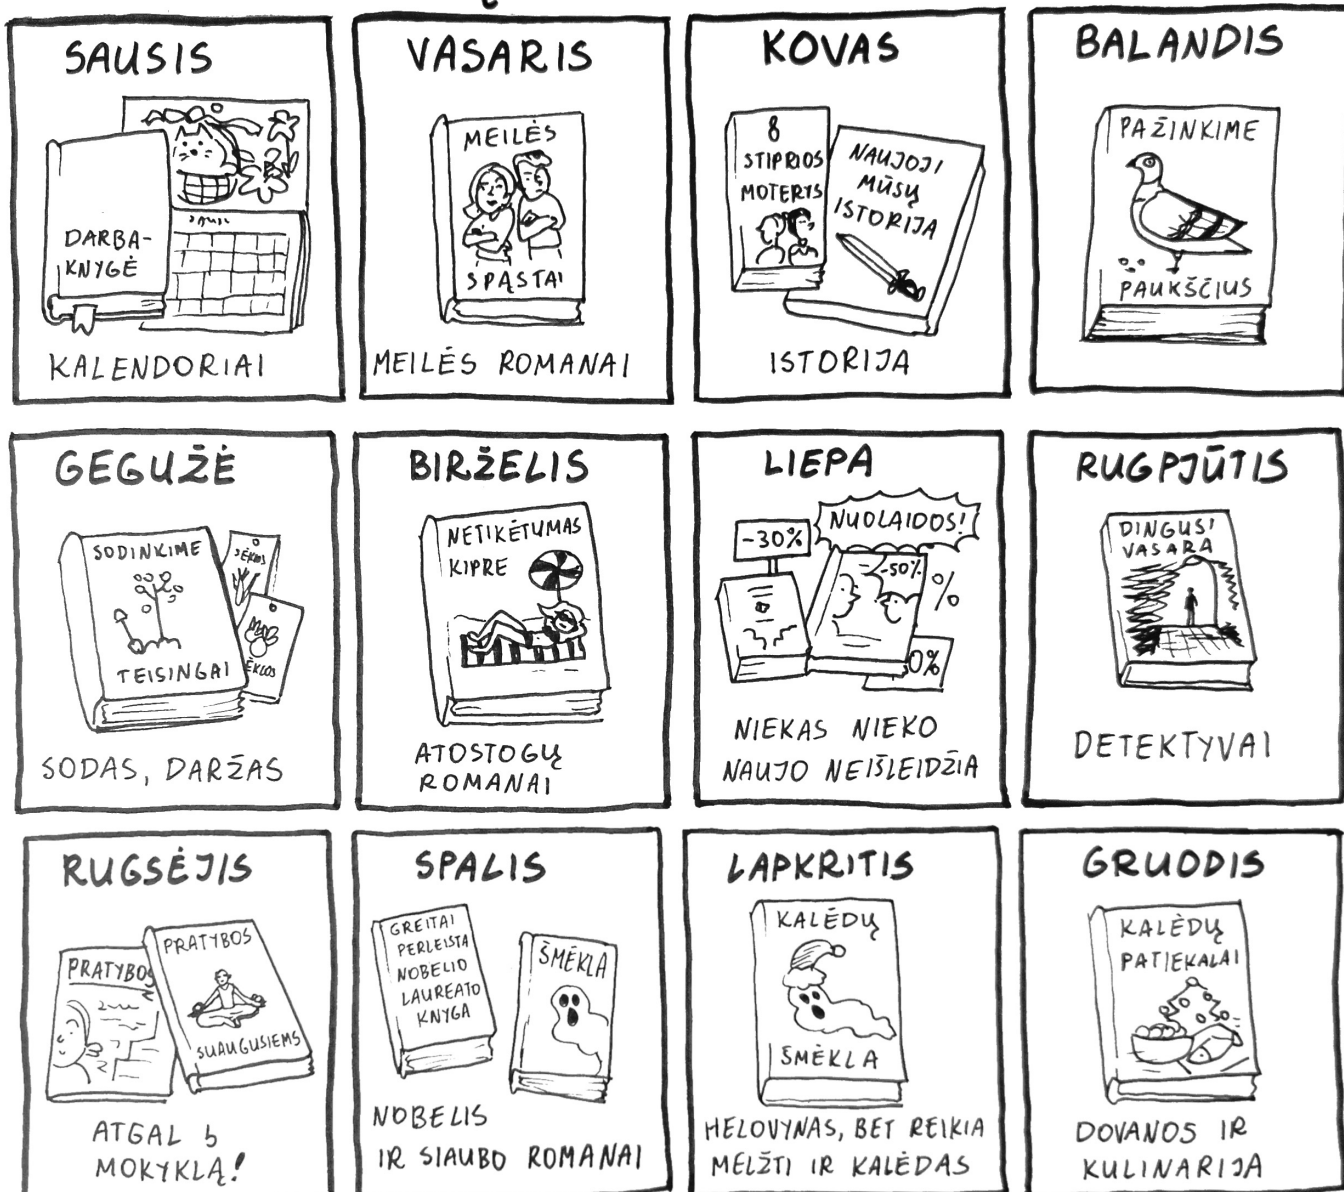 SAUSIS
DARBA-
KNYGĖ
KALENDORIAI
VASARIS
MEILĖS
SPĄSTAI
MEILĖS ROMANAI
KOVAS
8
STIPRIOS
MOTERYS
NAUJOJI
MŪSŲ
ISTORIJA
ISTORIJA
BALANDIS
PAŽINKIME
PAUKŠČIUS
GEGUŽĖ
SODINKIME
TEISINGAI
SĖKLOS
ĖKLOS
SODAS, DARŽAS
BIRŽELIS
NETIKĖTUMAS
KIPRE
ATOSTOGŲ
ROMANAI
LIEPA
NUOLAIDOS!
-30%
-50%
%
0%
NIEKAS NIEKO
NAUJO NEIŠLEIDŽIA
RUGPJŪTIS
DINGUSI
VASARA
DETEKTYVAI
RUGSĖJIS
PRATYBOS
PRATYBOS
SUAUGUSIEMS
ATGAL Į
MOKYKLĄ!
SPALIS
GREITAI
PERLEISTA
NOBELIO
LAUREATO
KNYGA
ŠMĖKLA
NOBELIS
IR SIAUBO ROMANAI
LAPKRITIS
KALĖDŲ
ŠMĖKLA
HELOVYNAS, BET REIKIA
MELŽTI IR KALĖDAS
GRUODIS
KALĖDŲ
PATIEKALAI
DOVANOS IR
KULINARIJA